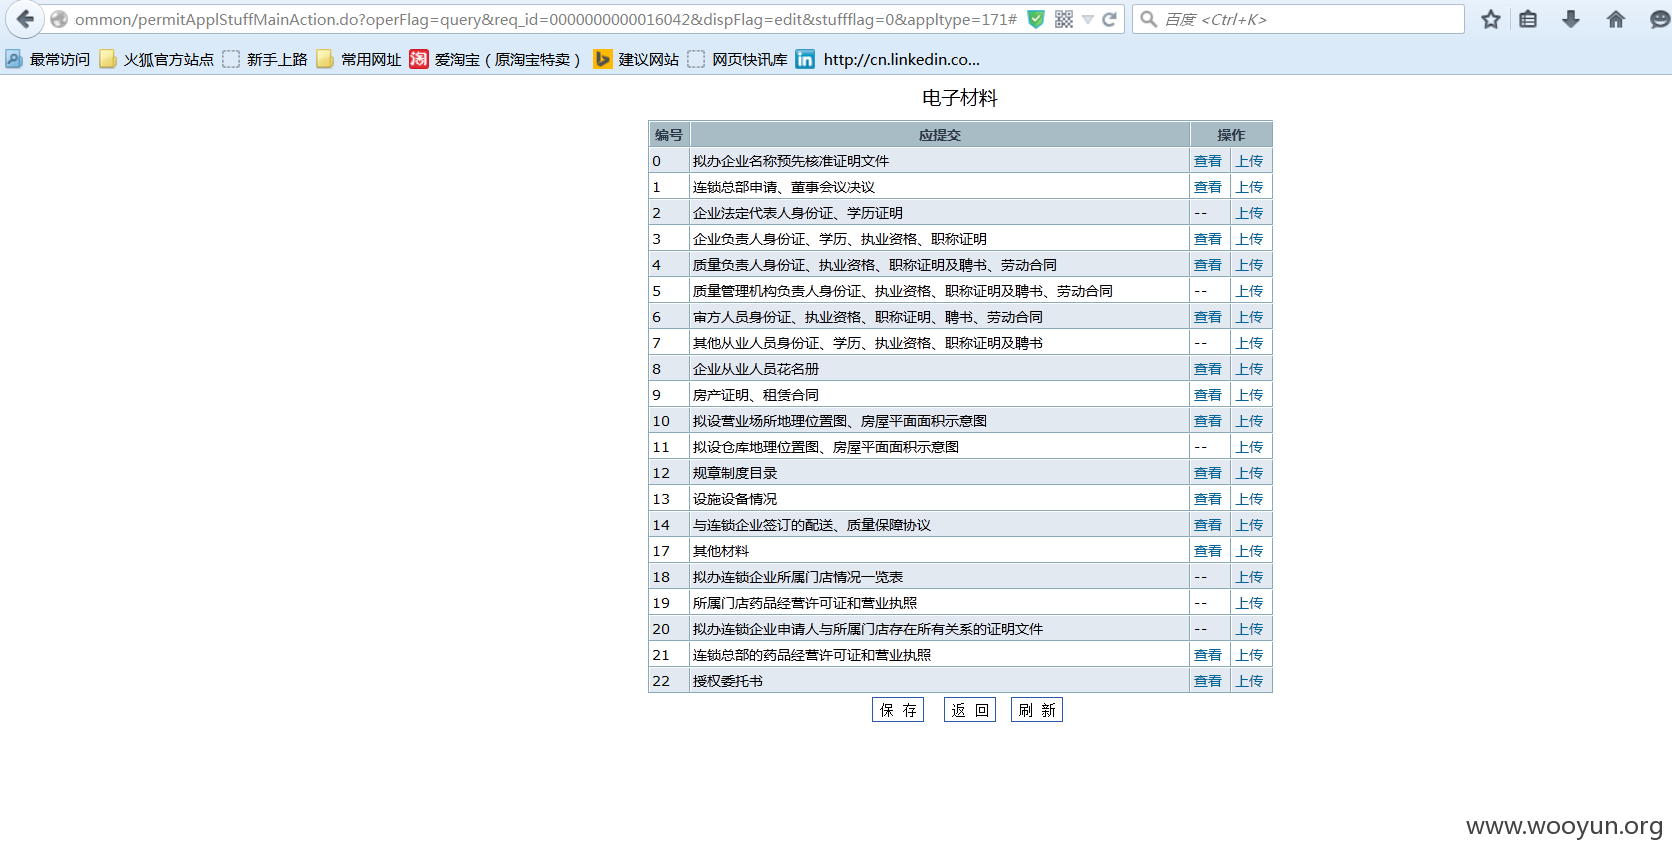 ommon/permitApplStuffMainAction.do?operFlag=query&req_id=0000000000016042&dispFlag=edit&stuffflag=0&appltype=171# 百度 <Ctrl+K>
最常访问 火狐官方站点 新手上路 常用网址 淘 爱淘宝（原淘宝特卖） 建议网站 网页快讯库 in http://cn.linkedin.co...
电子材料
编号 应提交 操作
0 拟办企业名称预先核准证明文件 查看 上传
1 连锁总部申请、董事会议决议 查看 上传
2 企业法定代表人身份证、学历证明 -- 上传
3 企业负责人身份证、学历、执业资格、职称证明 查看 上传
4 质量负责人身份证、执业资格、职称证明及聘书、劳动合同 查看 上传
5 质量管理机构负责人身份证、执业资格、职称证明及聘书、劳动合同 -- 上传
6 审方人员身份证、执业资格、职称证明、聘书、劳动合同 查看 上传
7 其他从业人员身份证、学历、执业资格、职称证明及聘书 -- 上传
8 企业从业人员花名册 查看 上传
9 房产证明、租赁合同 查看 上传
10 拟设营业场所地理位置图、房屋平面面积示意图 查看 上传
11 拟设仓库地理位置图、房屋平面面积示意图 -- 上传
12 规章制度目录 查看 上传
13 设施设备情况 查看 上传
14 与连锁企业签订的配送、质量保障协议 查看 上传
17 其他材料 查看 上传
18 拟办连锁企业所属门店情况一览表 -- 上传
19 所属门店药品经营许可证和营业执照 -- 上传
20 拟办连锁企业申请人与所属门店存在所有关系的证明文件 -- 上传
21 连锁总部的药品经营许可证和营业执照 查看 上传
22 授权委托书 查看 上传
保 存 返 回 刷 新
www.wooyun.org